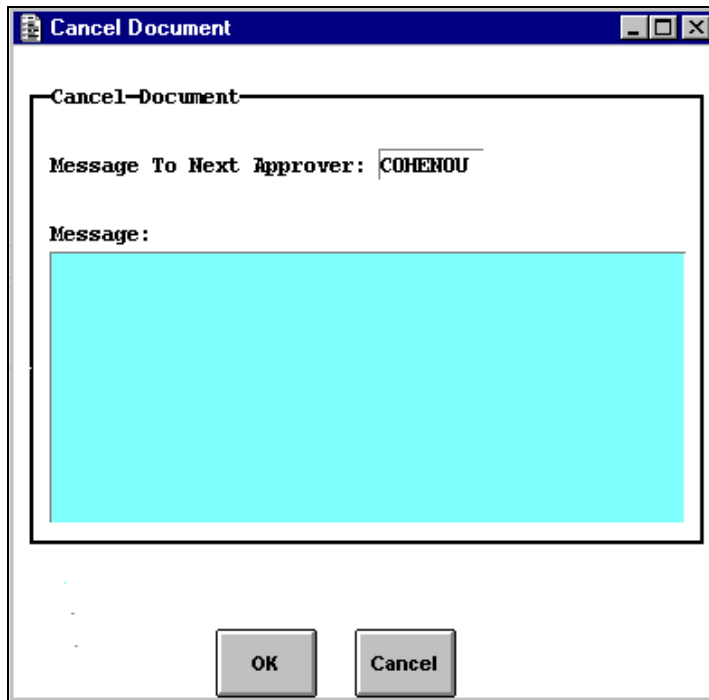 Cancel Document
Cancel-Document
Message To Next Approver: COHENOU
Message:
OK Cancel